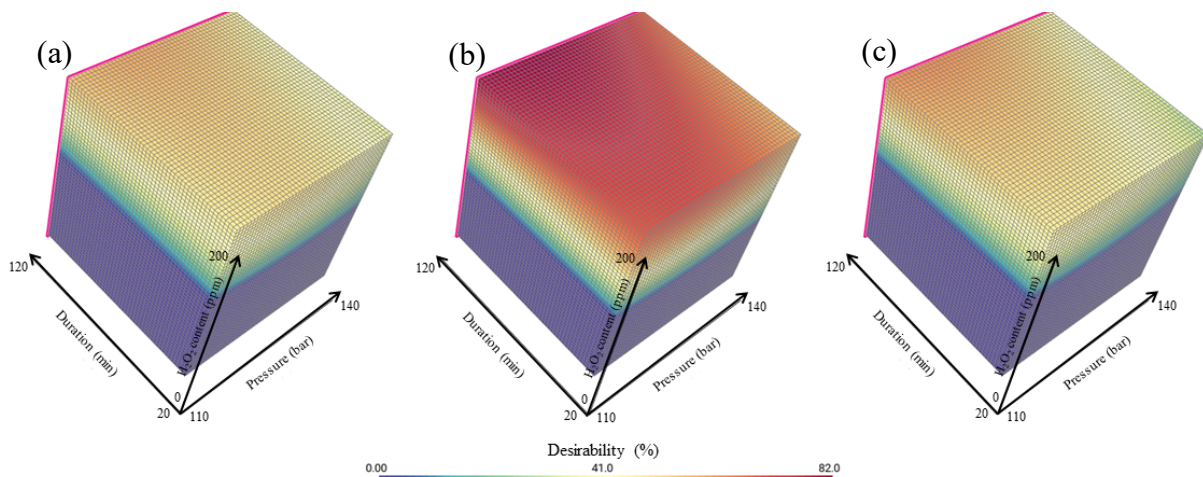 (a)
(b)
(c)
200
120
H₂O₂ content (ppm)
140
Duration (min)
Pressure (bar)
0
20
110
200
120
H₂O₂ content (ppm)
140
Duration (min)
Pressure (bar)
0
20
110
200
120
H₂O₂ content (ppm)
140
Duration (min)
Pressure (bar)
0
20
110
Desirability (%)
0.00
41.0
82.0